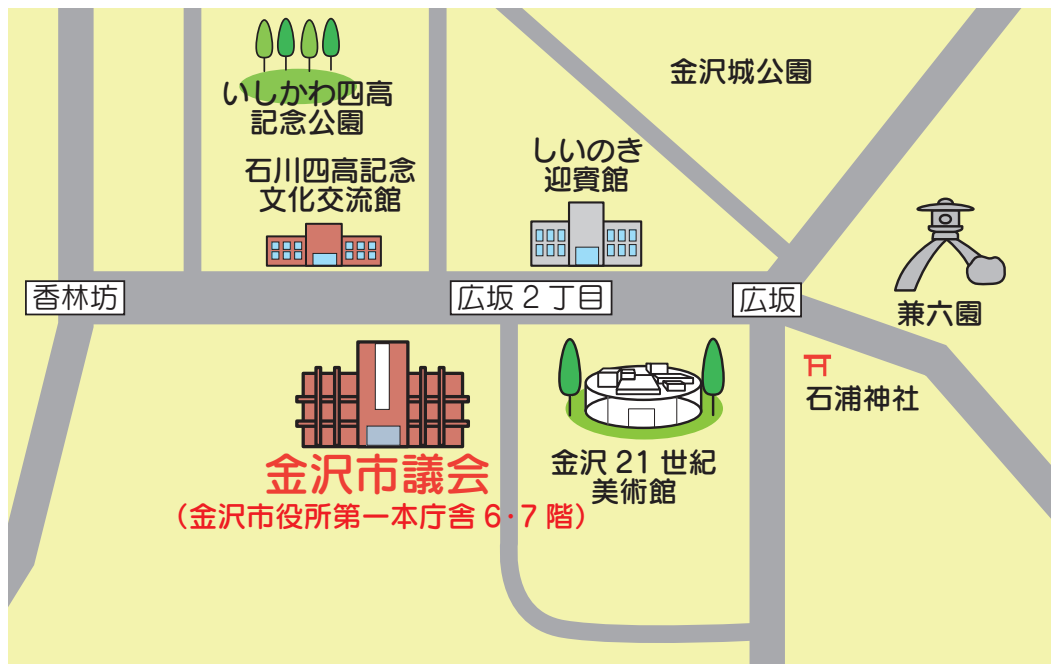 いしかわ四高
記念公園
金沢城公園
石川四高記念
文化交流館
しいのき
迎賓館
香林坊
広坂2丁目
広坂
兼六園
石浦神社
金沢市議会
(金沢市役所第一本庁舎6・7階)
金沢21世紀
美術館